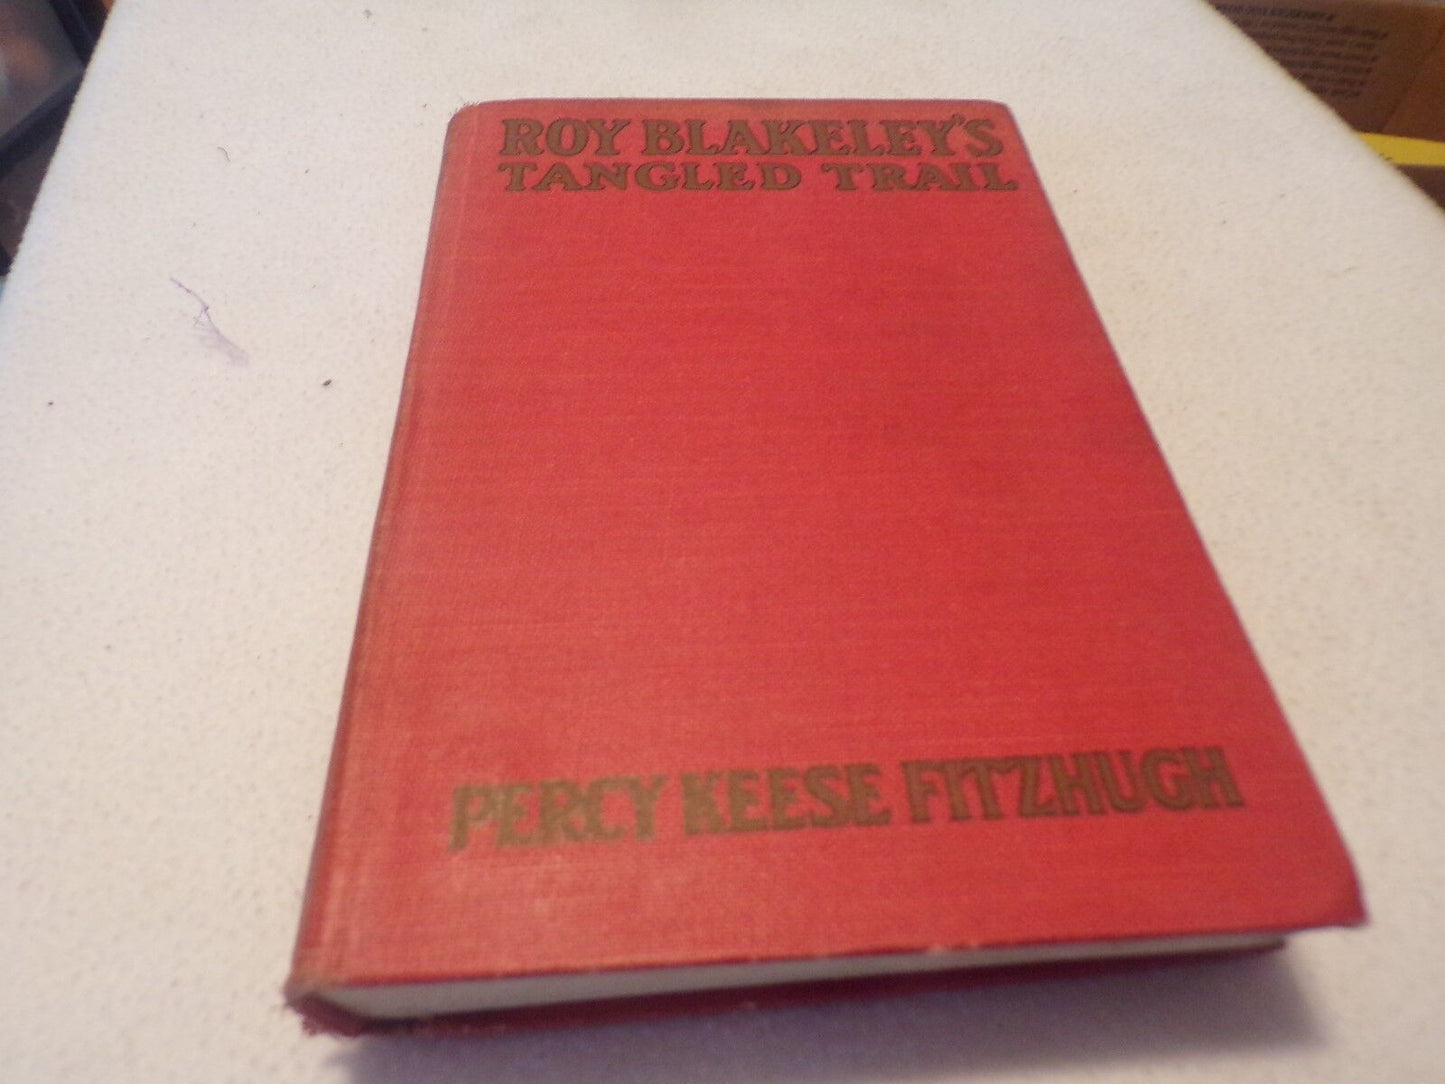 ROY BLAKELEY'S
TANGLED TRAIL
PERCY KEESE FITZHUGH